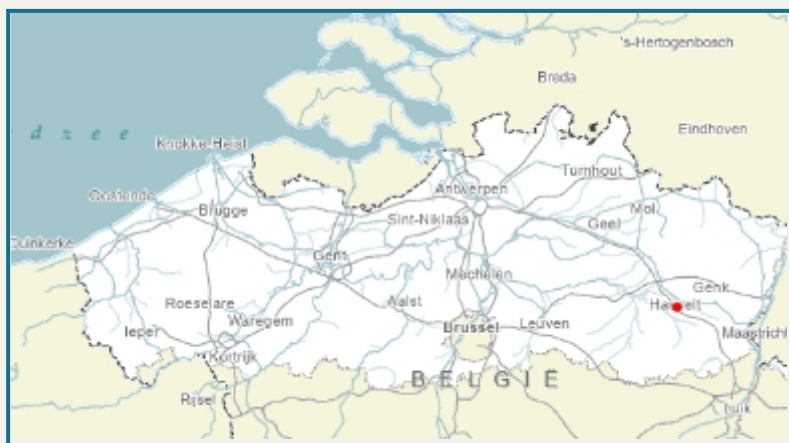 's-Hertogenbosch
Breda
d z e e
Eindhoven
Knokke-Heist
Turnhout
Antwerpen
Oostende
Mol
Brugge
Sint-Niklaas
Geel
Duinkerke
Gent
Mechelen
Genk
Roeselare
Aalst
Hasselt
Waregem
Brussel
Leuven
Ieper
Maastricht
Kortrijk
BELGIË
Rijsel
Luik